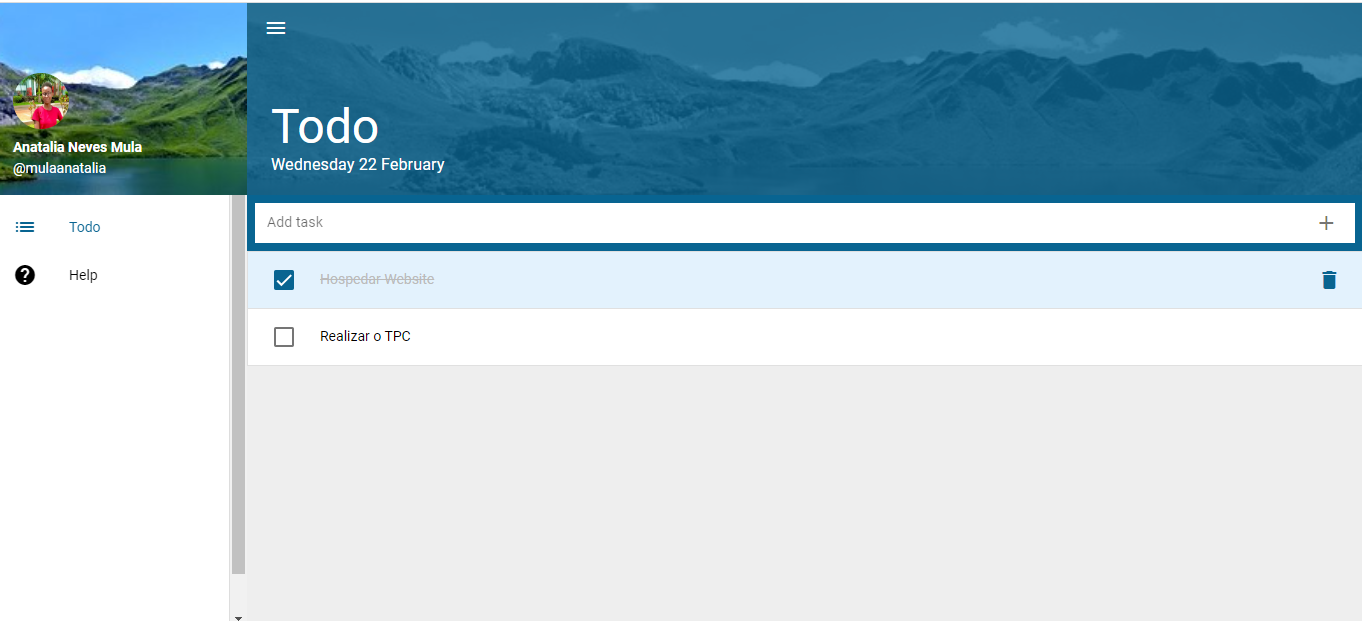 Anatalia Neves Mula
@mulaanatalia
Todo
Help
Todo
Wednesday 22 February
Add task
Hospedar Website
Realizar o TPC